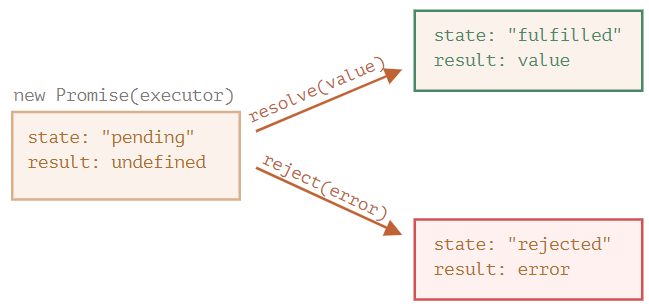 new Promise(executor)
state: "pending"
result: undefined
resolve(value)
reject(error)
state: "fulfilled"
result: value
state: "rejected"
result: error